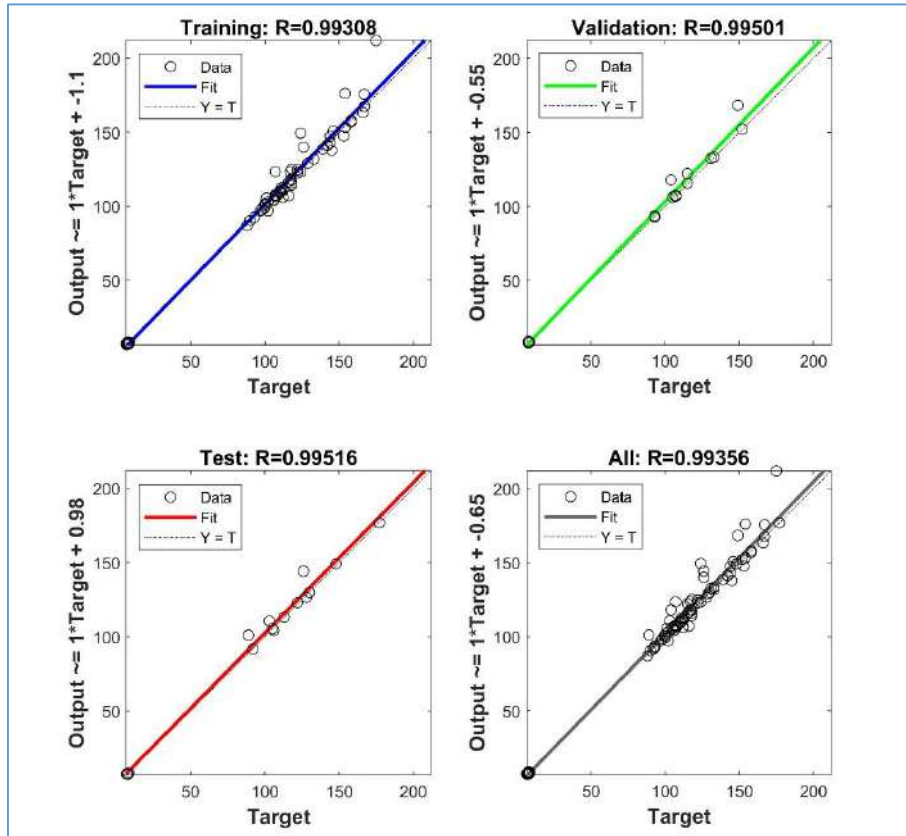 Training: R=0.99308
Output ~= 1*Target + -1.1
200
150
100
50
Data
Fit
Y = T
50 100 150 200
Target
Validation: R=0.99501
Output ~= 1*Target + -0.55
200
150
100
50
Data
Fit
Y = T
50 100 150 200
Target
Test: R=0.99516
Output ~= 1*Target + 0.98
200
150
100
50
Data
Fit
Y = T
50 100 150 200
Target
All: R=0.99356
Output ~= 1*Target + -0.65
200
150
100
50
Data
Fit
Y = T
50 100 150 200
Target